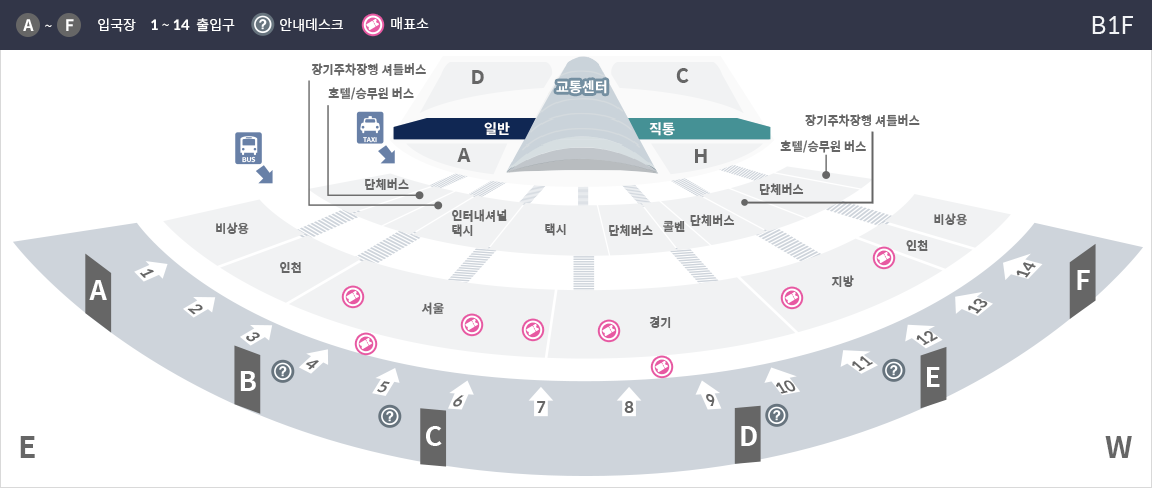 A ~ F 입국장 1 ~ 14 출입구 ? 안내데스크 매표소 B1F
장기주차장행 셔틀버스
호텔/승무원 버스
D
교통센터
C
TAXI
BUS
일반
직통
A
H
장기주차장행 셔틀버스
호텔/승무원 버스
단체버스
단체버스
비상용
인터내셔널
택시
택시
단체버스
콜벤
단체버스
비상용
인천
인천
서울
경기
지방
A
1
2
3
4
5
6
7
8
9
10
11
12
13
14
F
B
?
?
C
D
?
?
E
E
W